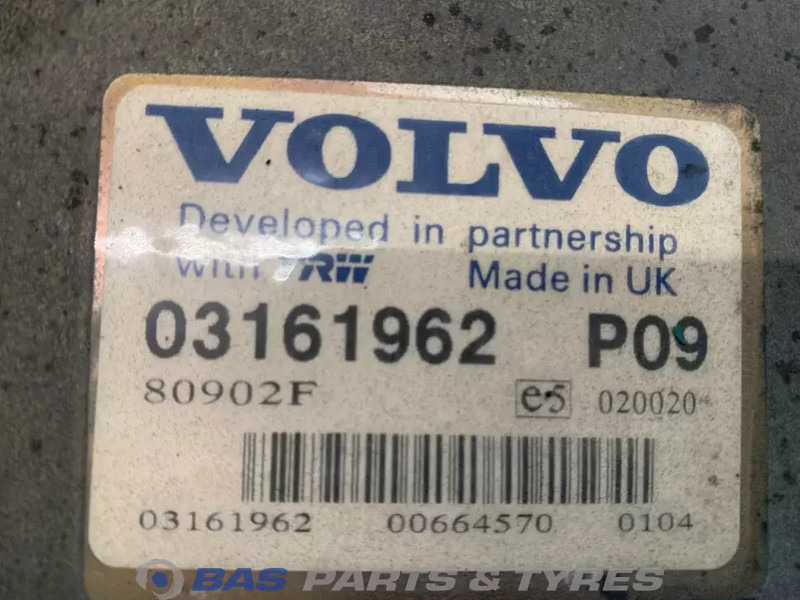 VOLVO
Developed in partnership
with TRW Made in UK
03161962 P09
80902F e5 020020
03161962 00664570 0104
BAS PARTS & TYRES